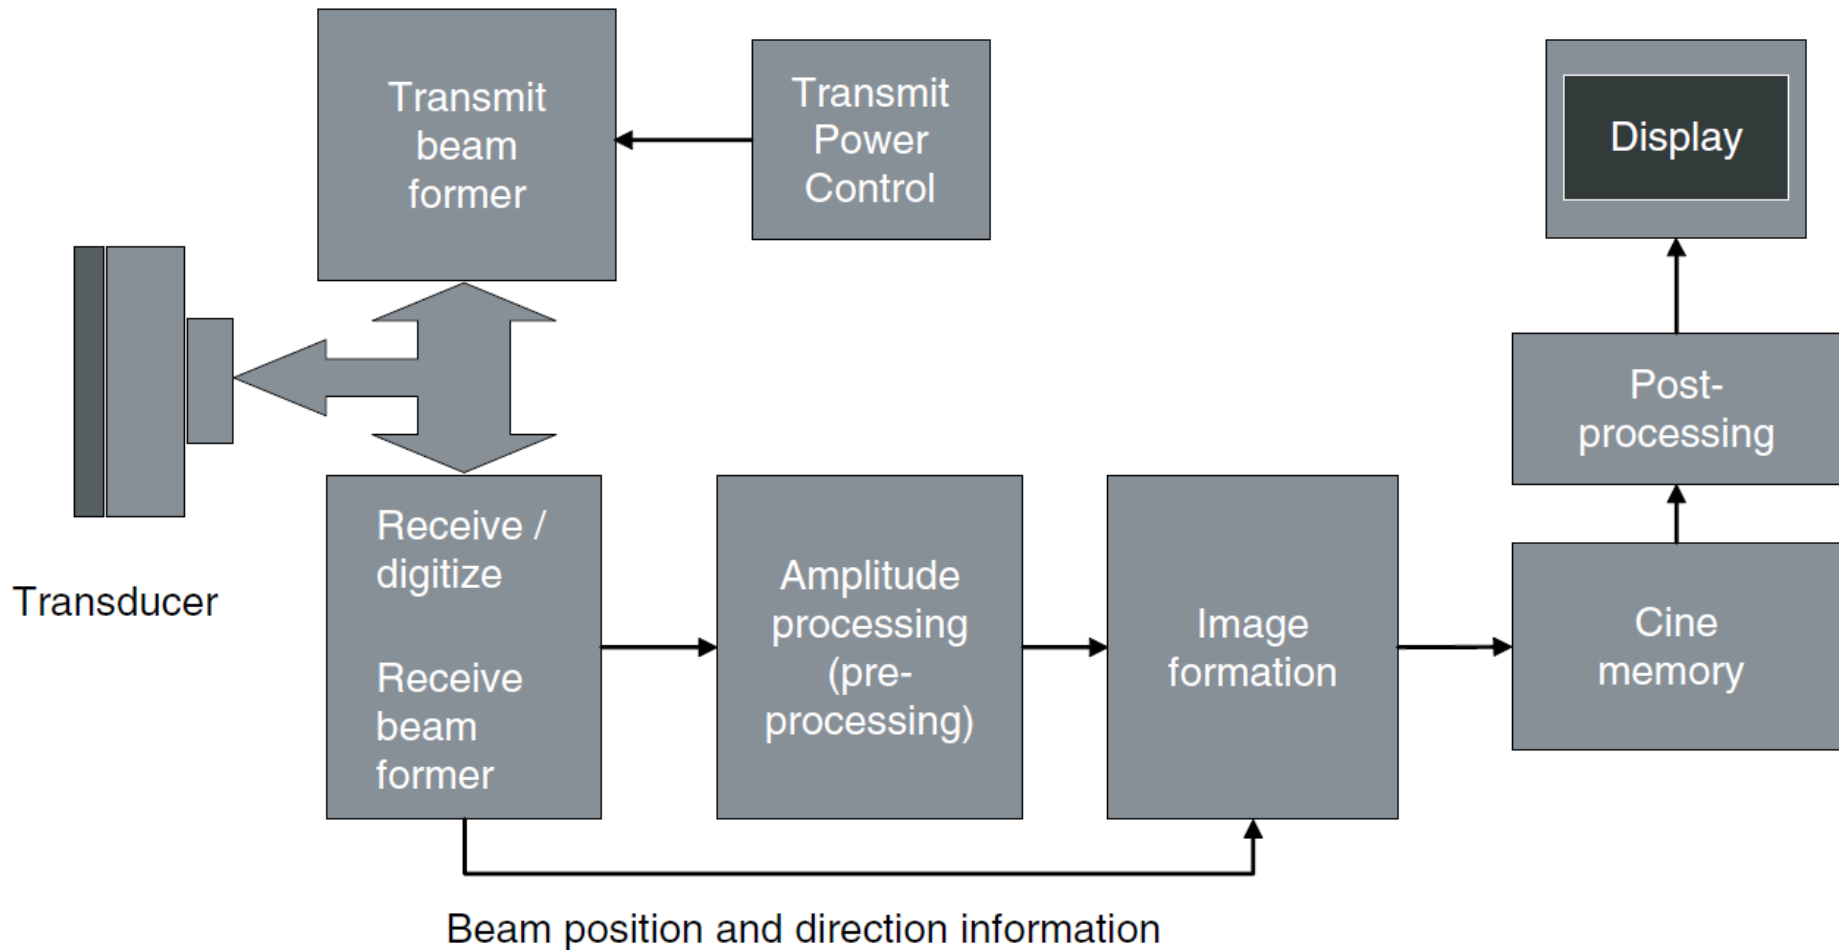 Transmit
beam
former
Transmit
Power
Control
Display
Transducer
Receive /
digitize
Receive
beam
former
Amplitude
processing
(pre-
processing)
Image
formation
Cine
memory
Post-
processing
Beam position and direction information